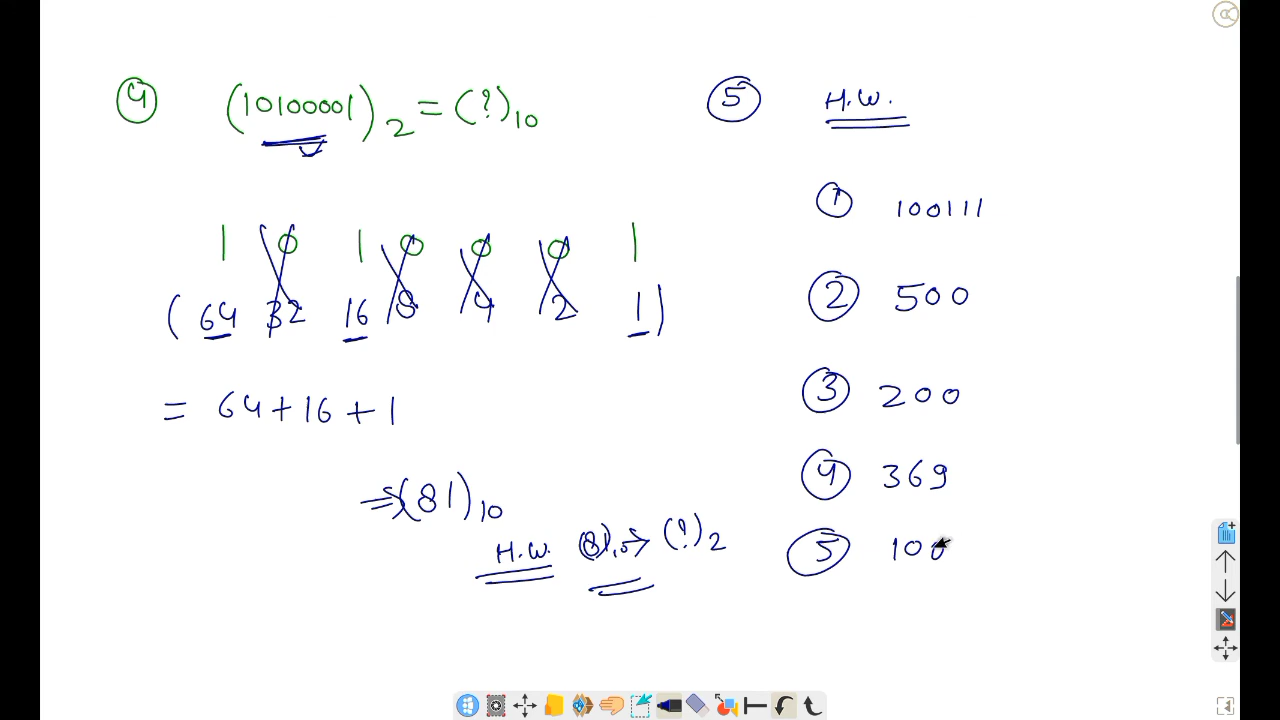 4 (10100001)2 = (?)10
1 0 1 0 0 0 1
(64 32 16 8 4 2 1)
= 64 + 16 + 1
⇒ (81)10
H.W. (81)10 → (?)2
5 H.W.
1 100111
2 500
3 200
4 369
5 100